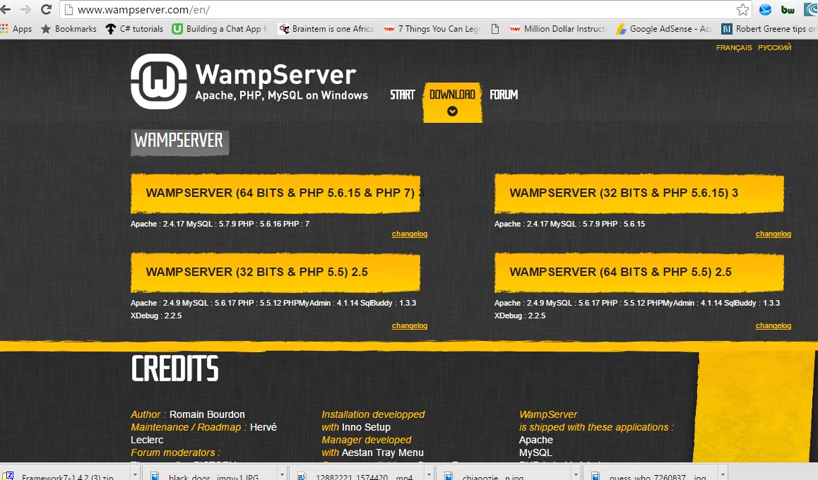 www.wampserver.com/en/
Apps Bookmarks C# tutorials Building a Chat App Braintem is one Afric 7 Things You Can Leg Million Dollar Instruct Google AdSense - Acc Robert Greene tips on
FRANÇAIS РУССКИЙ
WampServer
Apache, PHP, MySQL on Windows
START DOWNLOAD FORUM
WAMPSERVER
WAMPSERVER (64 BITS & PHP 5.6.15 & PHP 7) 3
Apache : 2.4.17 MySQL : 5.7.9 PHP : 5.6.16 PHP : 7
changelog
WAMPSERVER (32 BITS & PHP 5.6.15) 3
Apache : 2.4.17 MySQL : 5.7.9 PHP : 5.6.15
changelog
WAMPSERVER (32 BITS & PHP 5.5) 2.5
Apache : 2.4.9 MySQL : 5.6.17 PHP : 5.5.12 PHPMyAdmin : 4.1.14 SqlBuddy : 1.3.3
XDebug : 2.2.5
changelog
WAMPSERVER (64 BITS & PHP 5.5) 2.5
Apache : 2.4.9 MySQL : 5.6.17 PHP : 5.5.12 PHPMyAdmin : 4.1.14 SqlBuddy : 1.3.3
XDebug : 2.2.5
changelog
CREDITS
Author : Romain Bourdon
Maintenance / Roadmap : Hervé
Leclerc
Forum moderators :
Installation developped
with Inno Setup
Manager developed
with Aestan Tray Menu
WampServer
is shipped with these applications :
Apache
MySQL
Framework7-1.4.2 (3).zip black_door_imgv-1.JPG 12882221_1574420_.mp4 chiagozie_n.jpg guess_who_7260837_.jpg